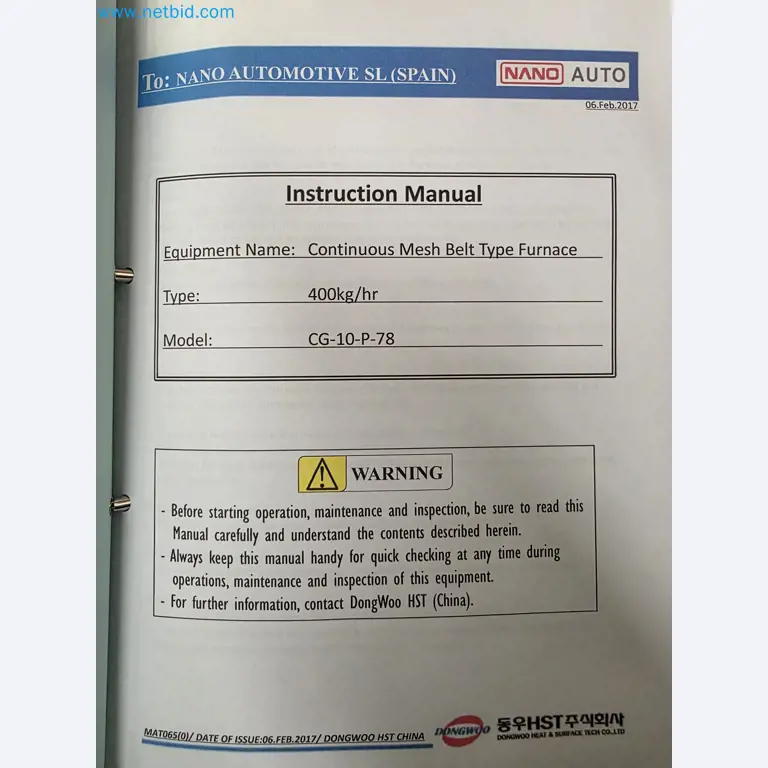 www.netbid.com
To: NANO AUTOMOTIVE SL (SPAIN)
NANO AUTO
06.Feb.2017
Instruction Manual
Equipment Name: Continuous Mesh Belt Type Furnace
Type: 400kg/hr
Model: CG-10-P-78
WARNING
- Before starting operation, maintenance and inspection, be sure to read this
Manual carefully and understand the contents described herein.
- Always keep this manual handy for quick checking at any time during
operations, maintenance and inspection of this equipment.
- For further information, contact DongWoo HST (China).
MAT065(0)/ DATE OF ISSUE:06.FEB.2017/ DONGWOO HST CHINA
DONGWOO
동우HST주식회사
DONGWOO HEAT & SURFACE TECH CO.,LTD